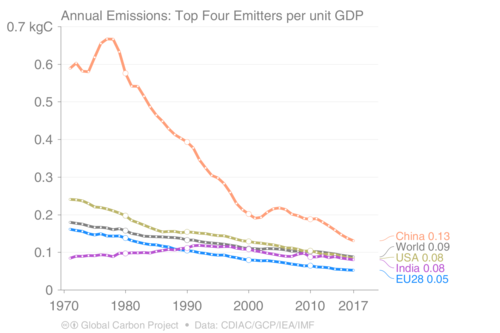 Annual Emissions: Top Four Emitters per unit GDP
0.7 kgC
0.6
0.5
0.4
0.3
0.2
0.1
0
1970
1980
1990
2000
2010
2017
China 0.13
World 0.09
USA 0.08
India 0.08
EU28 0.05
Global Carbon Project • Data: CDIAC/GCP/IEA/IMF